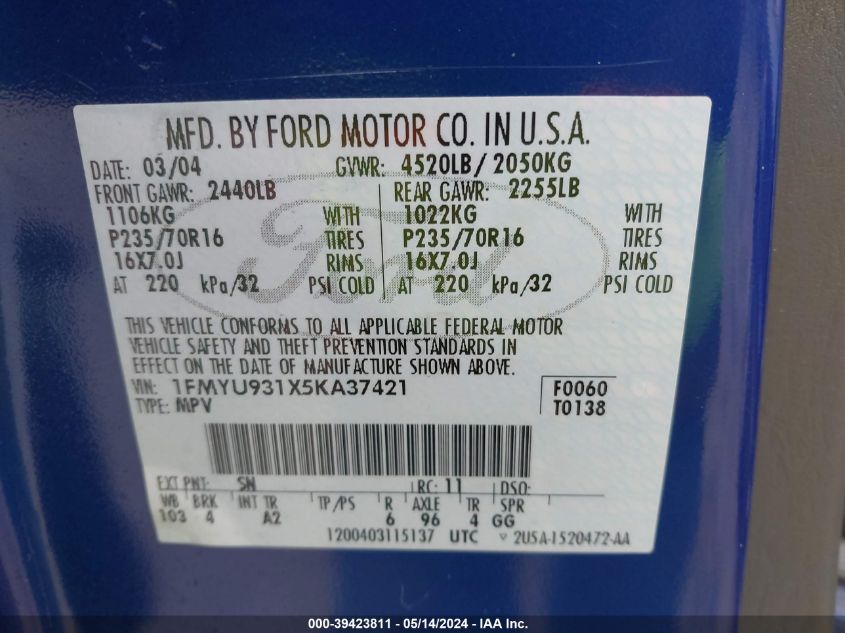 MFD. BY FORD MOTOR CO. IN U.S.A.
DATE: 03/04 GVWR: 4520LB/ 2050KG
FRONT GAWR: 2440LB REAR GAWR: 2255LB
1106KG WITH 1022KG WITH
P235/70R16 TIRES P235/70R16 TIRES
16X7.0J RIMS 16X7.0J RIMS
AT 220 kPa/32 PSI COLD AT 220 kPa/32 PSI COLD
Ford
THIS VEHICLE CONFORMS TO ALL APPLICABLE FEDERAL MOTOR
VEHICLE SAFETY AND THEFT PREVENTION STANDARDS IN
EFFECT ON THE DATE OF MANUFACTURE SHOWN ABOVE.
VIN: 1FMYU931X5KA37421 F0060
TYPE: MPV T0138
EXT PNT: SN RC: 11 DSO:
WB BRK INT TR TP/PS R AXLE TR SPR
103 4 A2 6 96 4 GG
1200403115137 UTC ▽ 2U5A-1520472-AA
000-39423811 - 05/14/2024 - IAA Inc.